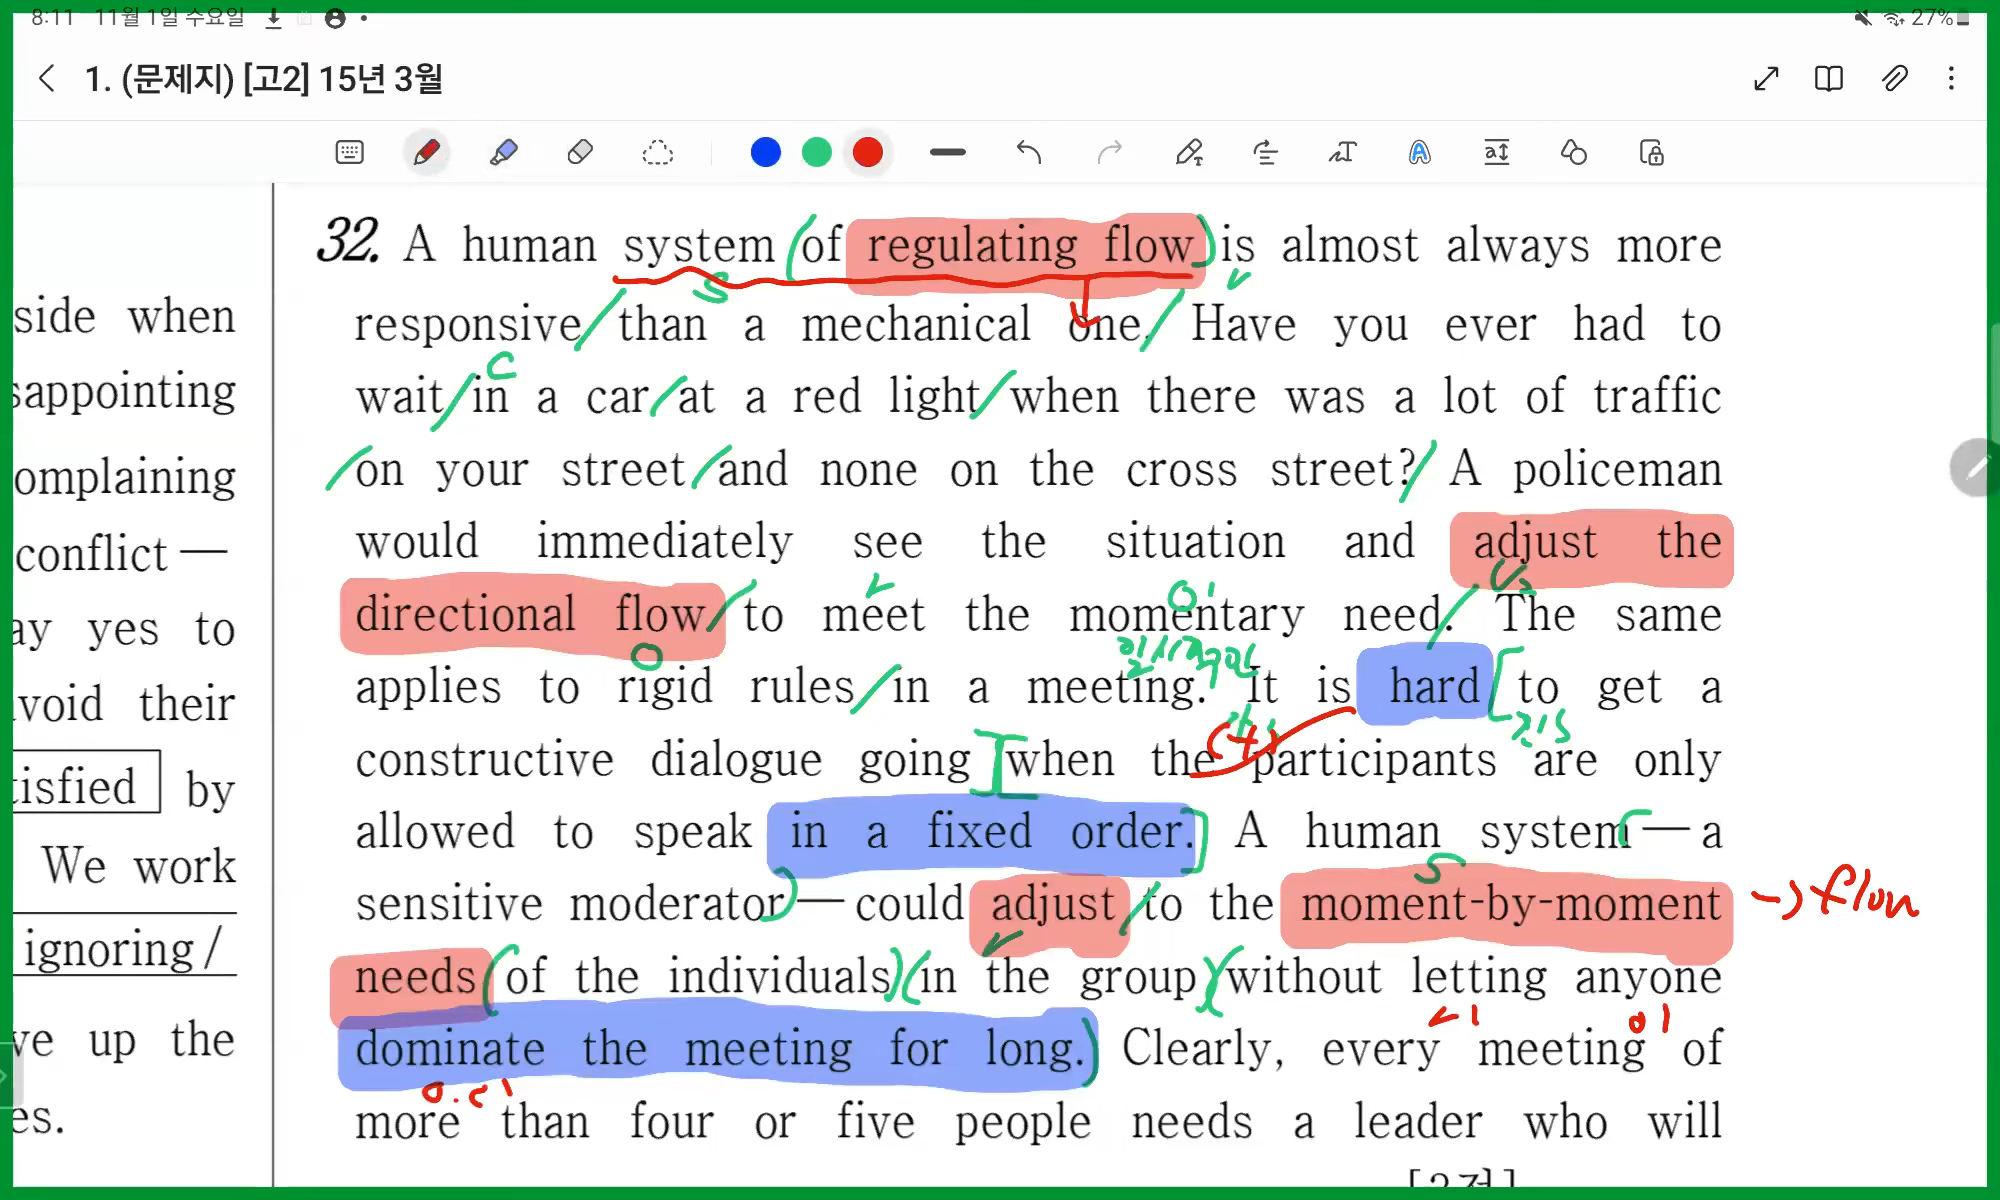 8:11 11월 1일 수요일
27%
1. (문제지) [고2] 15년 3월
side when
sappointing
omplaining
conflict —
ay yes to
void their
tisfied by
We work
ignoring /
ve up the
es.
32. A human system of regulating flow is almost always more
S
V
responsive than a mechanical one. Have you ever had to
C
wait in a car at a red light when there was a lot of traffic
on your street and none on the cross street? A policeman
would immediately see the situation and adjust the
V
V2
directional flow to meet the momentary need. The same
O
O'
applies to rigid rules in a meeting. It is hard to get a
constructive dialogue going when the participants are only
allowed to speak in a fixed order. A human system — a
S
sensitive moderator — could adjust to the moment-by-moment
→ flow
needs of the individuals in the group without letting anyone
dominate the meeting for long. Clearly, every meeting of
more than four or five people needs a leader who will